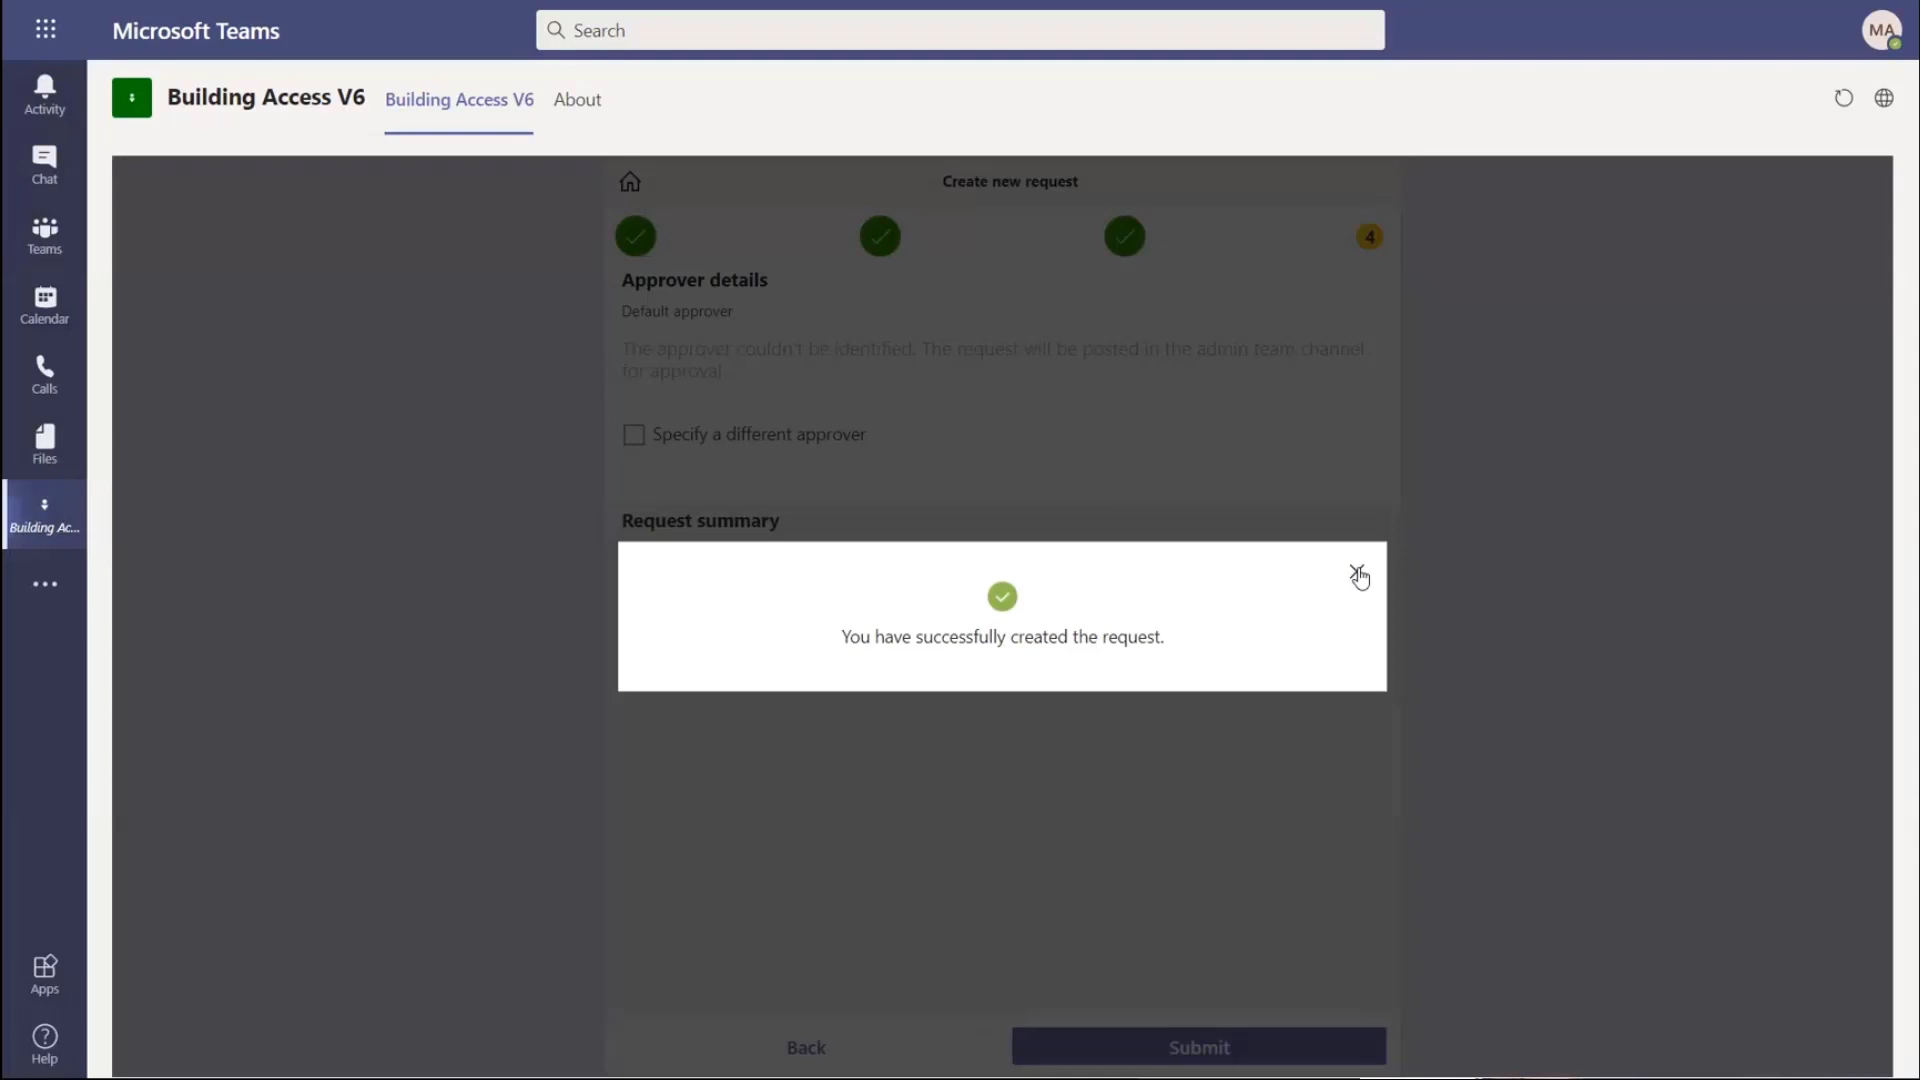 Microsoft Teams
Search
MA
Activity
Chat
Teams
Calendar
Calls
Files
Building Ac...
Apps
Help
Building Access V6
Building Access V6
About
Create new request
4
Approver details
Default approver
The approver couldn't be identified. The request will be posted in the admin team channel
for approval.
Specify a different approver
Request summary
You have successfully created the request.
Back
Submit